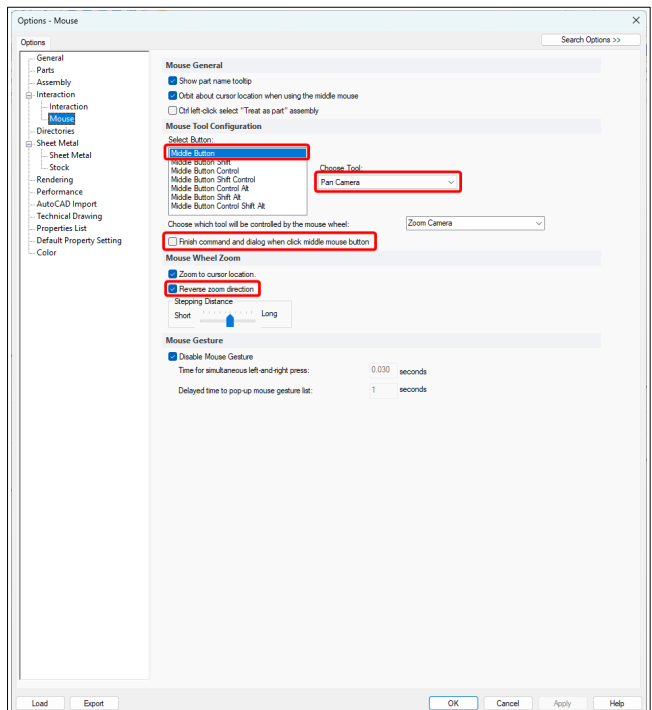 Options - Mouse
Search Options >>
Options
General
Parts
Assembly
Interaction
Interaction
Mouse
Directories
Sheet Metal
Sheet Metal
Stock
Rendering
Performance
AutoCAD Import
Technical Drawing
Properties List
Default Property Setting
Color
Mouse General
Show part name tooltip
Orbit about cursor location when using the middle mouse
Ctrl left-click select "Treat as part" assembly
Mouse Tool Configuration
Select Button:
Middle Button
Middle Button Shift
Middle Button Control
Middle Button Shift Control
Middle Button Control Alt
Middle Button Shift Alt
Middle Button Control Shift Alt
Choose Tool:
Pan Camera
Choose which tool will be controlled by the mouse wheel: Zoom Camera
Finish command and dialog when click middle mouse button
Mouse Wheel Zoom
Zoom to cursor location.
Reverse zoom direction
Stepping Distance
Short Long
Mouse Gesture
Disable Mouse Gesture
Time for simultaneous left-and-right press: 0.030 seconds
Delayed time to pop-up mouse gesture list: 1 seconds
Load Export OK Cancel Apply Help